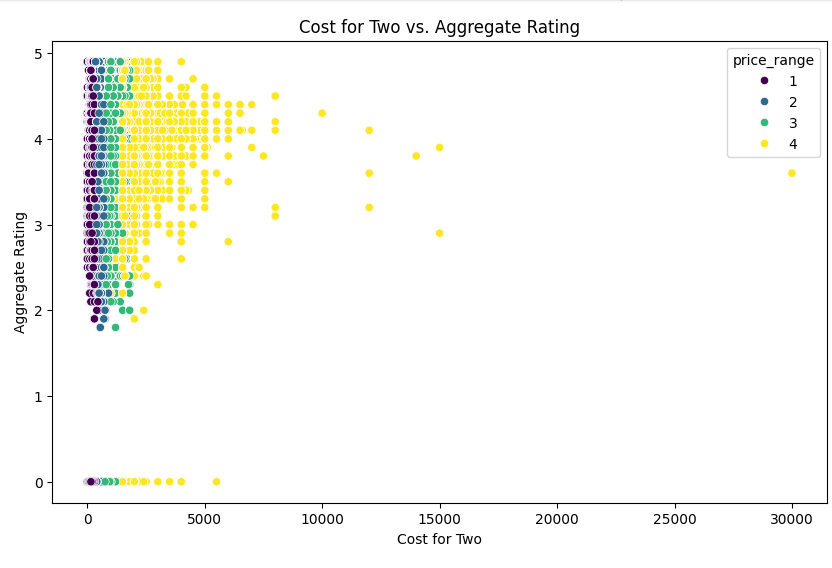 Cost for Two vs. Aggregate Rating
price_range
1
2
3
4
5
4
3
2
1
0
Aggregate Rating
0 5000 10000 15000 20000 25000 30000
Cost for Two